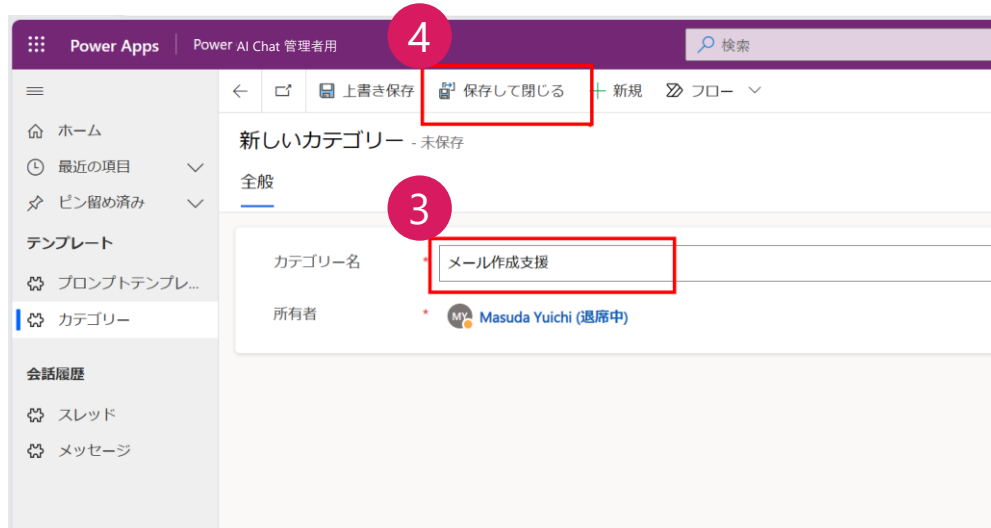 Power Apps Power AI Chat 管理者用 4 検索
上書き保存 保存して閉じる 新規 フロー
ホーム
最近の項目
ピン留め済み
テンプレート
プロンプトテンプレ...
カテゴリー
会話履歴
スレッド
メッセージ
新しいカテゴリー - 未保存
全般
3
カテゴリー名 * メール作成支援
所有者 * MY Masuda Yuichi (退席中)